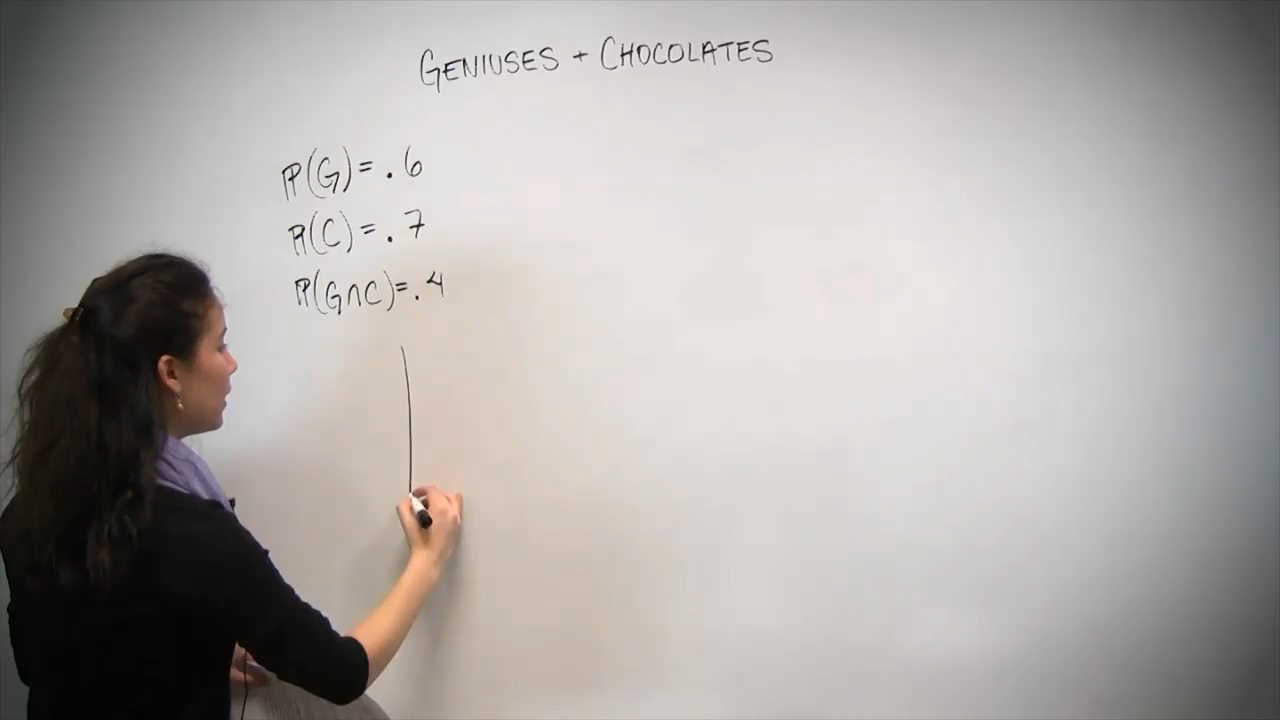 GENIUSES + CHOCOLATES
ℙ(G) = .6
ℙ(C) = .7
ℙ(G∩C) = .4